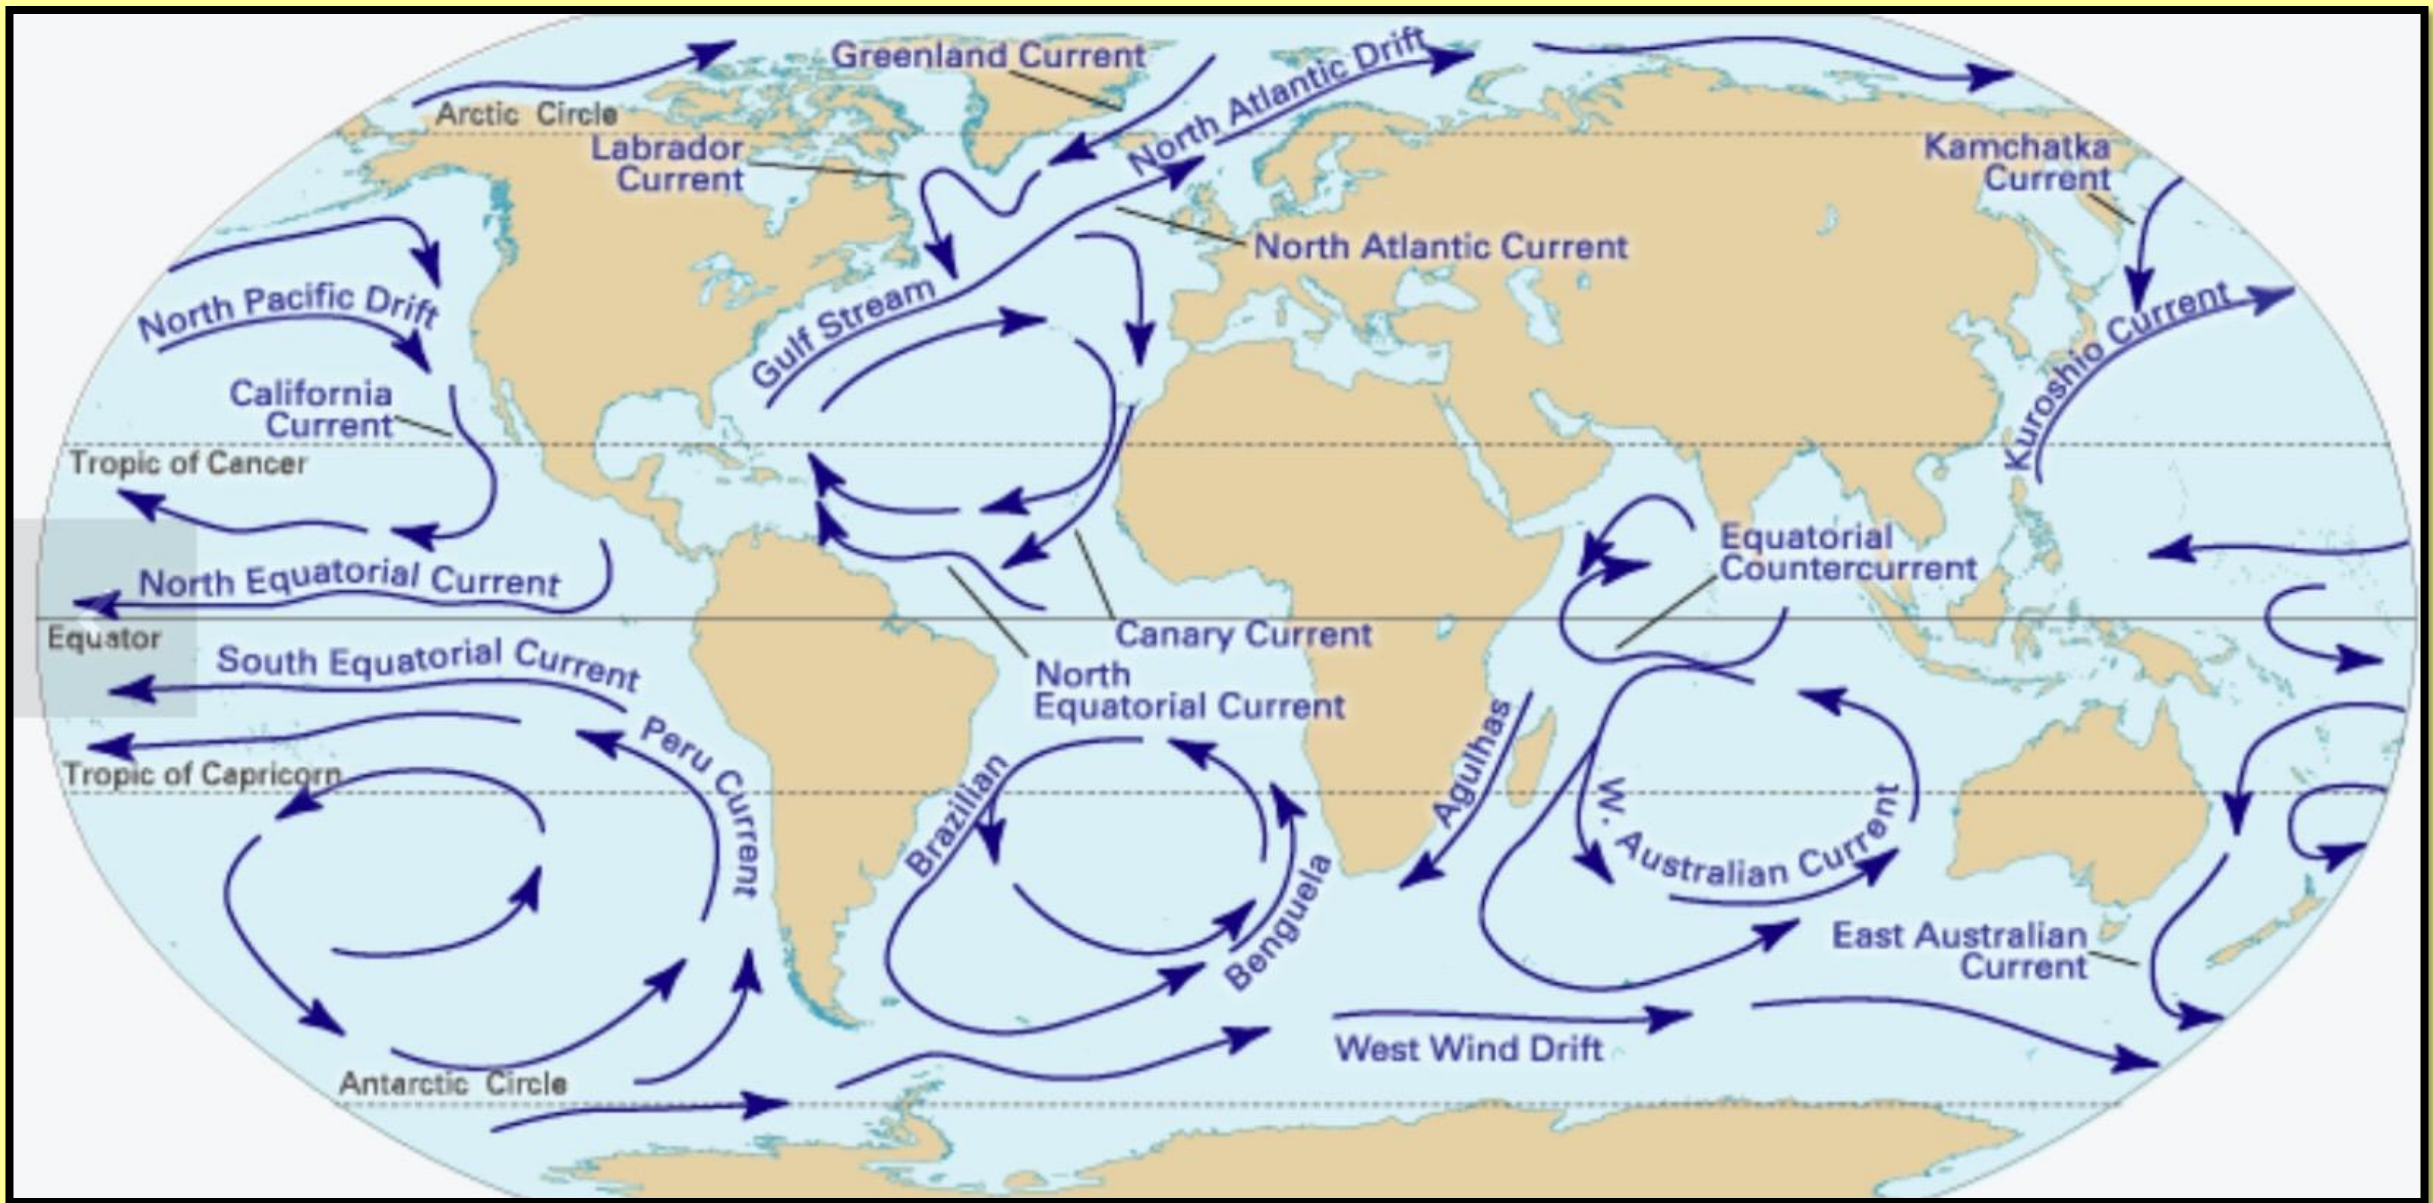 Greenland Current
North Atlantic Drift
Arctic Circle
Labrador
Current
Kamchatka
Current
North Atlantic Current
North Pacific Drift
Gulf Stream
Kuroshio Current
California
Current
Tropic of Cancer
Equatorial
Countercurrent
North Equatorial Current
Equator
Canary Current
South Equatorial Current
North
Equatorial Current
Peru Current
Agulhas
Tropic of Capricorn
Brazilian
W. Australian Current
Benguela
East Australian
Current
West Wind Drift
Antarctic Circle